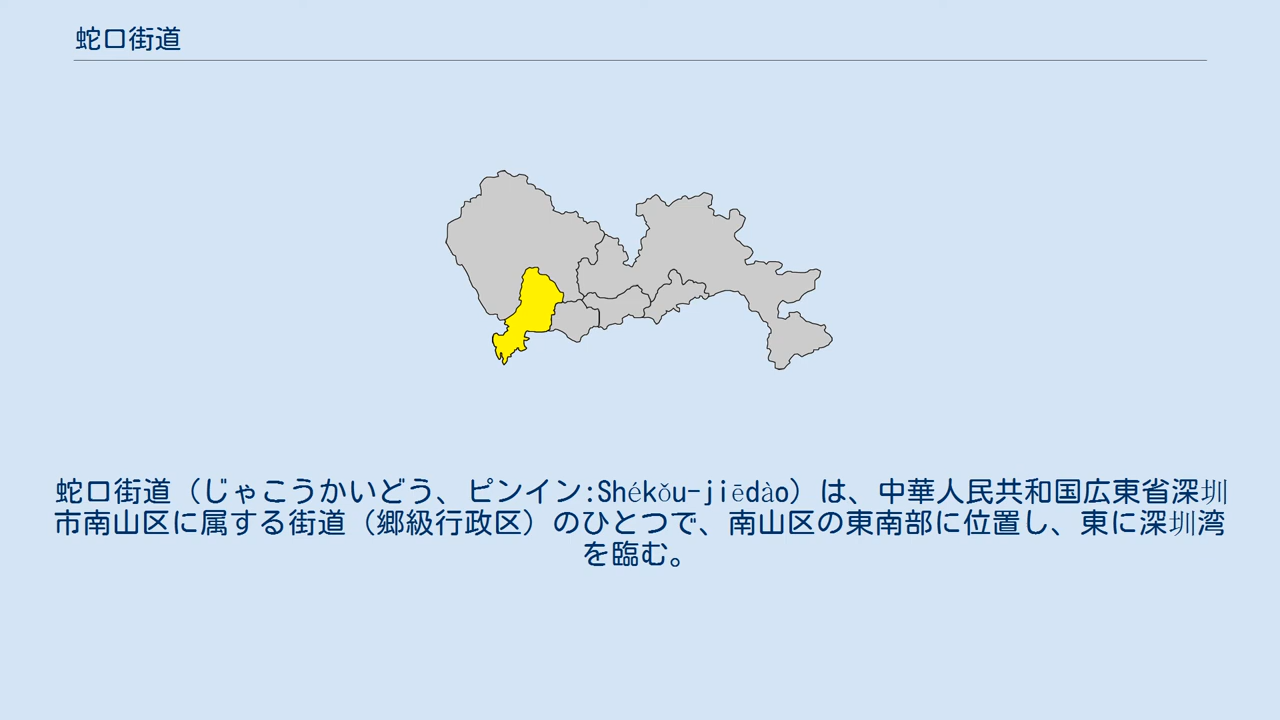 蛇口街道
蛇口街道（じゃこうかいどう、ピンイン:Shékǒu-jiēdào）は、中華人民共和国広東省深圳
市南山区に属する街道（郷級行政区）のひとつで、南山区の東南部に位置し、東に深圳湾
を臨む。